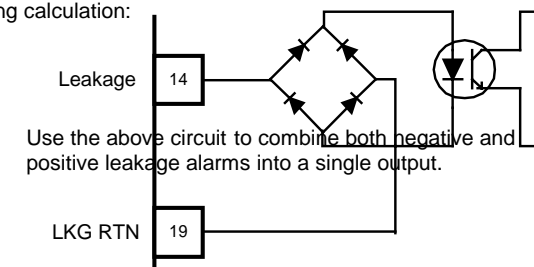 ng calculation:
Leakage 14
Use the above circuit to combine both negative and
positive leakage alarms into a single output.
LKG RTN 19